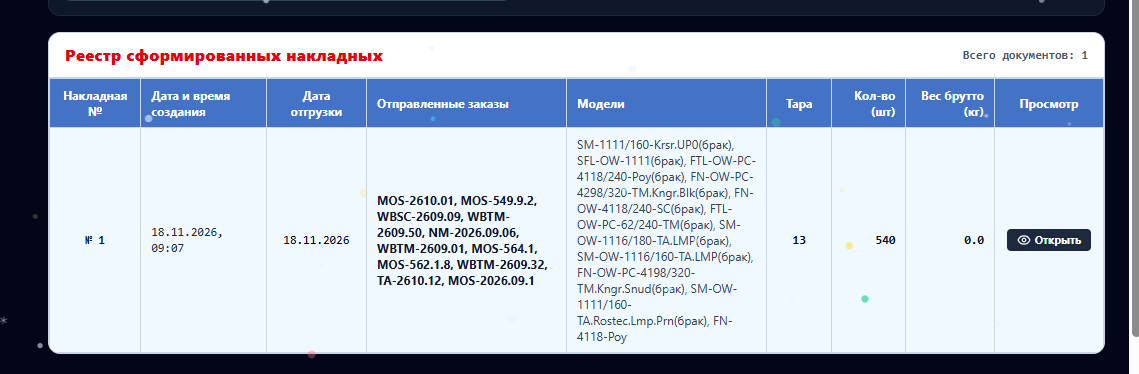 Реестр сформированных накладных
Всего документов: 1
Накладная
№
Дата и время
создания
Дата
отгрузки
Отправленные заказы
Модели
Тара
Кол-во
(шт)
Вес брутто
(кг)
Просмотр
№ 1
18.11.2026,
09:07
18.11.2026
MOS-2610.01, MOS-549.9.2,
WBSC-2609.09, WBTM-
2609.50, NM-2026.09.06,
WBTM-2609.01, MOS-564.1,
MOS-562.1.8, WBTM-2609.32,
TA-2610.12, MOS-2026.09.1
SM-1111/160-Krsr.UP0(брак),
SFL-OW-1111(брак), FTL-OW-PC-
4118/240-Poy(брак), FN-OW-PC-
4298/320-TM.Kngr.Blk(брак), FN-
OW-4118/240-SC(брак), FTL-
OW-PC-62/240-TM(брак), SM-
OW-1116/180-TA.LMP(брак),
SM-OW-1116/160-TA.LMP(брак),
FN-OW-PC-4198/320-
TM.Kngr.Snud(брак), SM-OW-
1111/160-
TA.Rostec.Lmp.Prn(брак), FN-
4118-Poy
13
540
0.0
Открыть